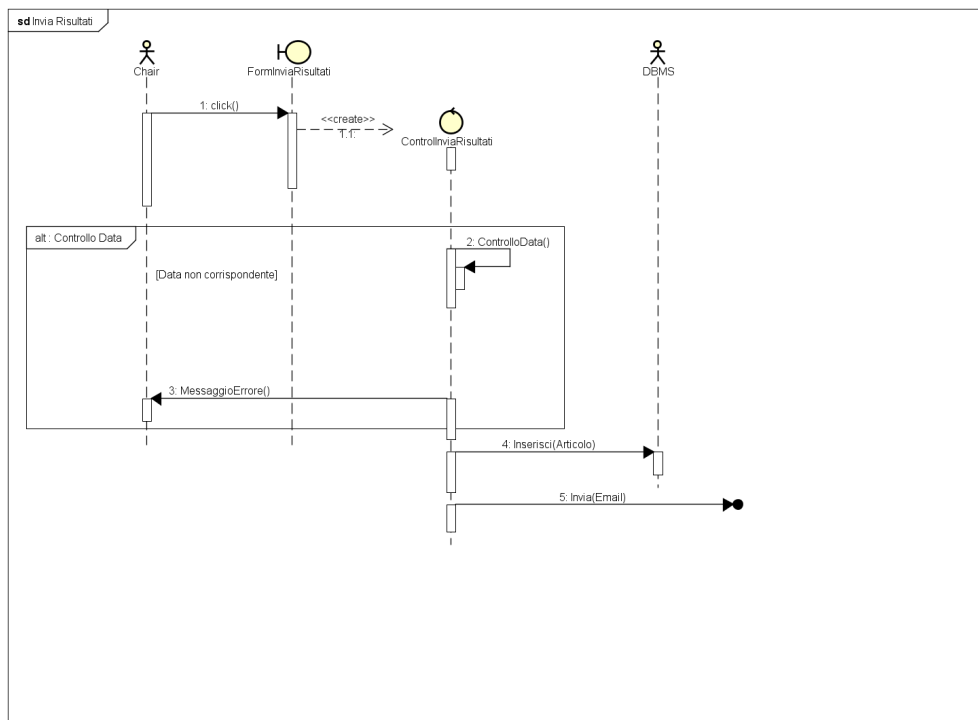 sd Invia Risultati
Chair
FormInviaRisultati
DBMS
1: click()
<<create>>
1.1:
ControlInviaRisultati
alt : Controllo Data
2: ControlloData()
[Data non corrispondente]
3: MessaggioErrore()
4: Inserisci(Articolo)
5: Invia(Email)